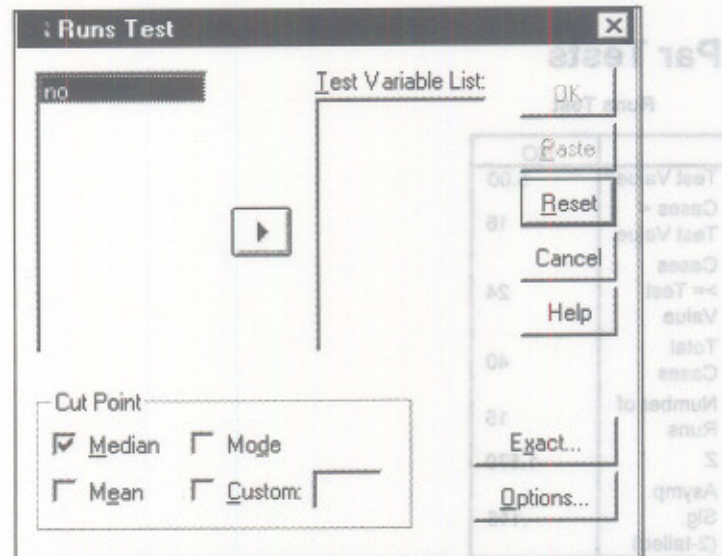 Runs Test
no
Test Variable List:
OK
Paste
Reset
Cancel
Help
Cut Point
Median
Mode
Mean
Custom:
Exact...
Options...
Par Tests
Runs Test
NO
Test Value
.00
Cases <
Test Value
16
Cases
>= Test
Value
24
Total
Cases
40
Number of
Runs
15
Z
Asymp.
Sig.
(2-tailed)